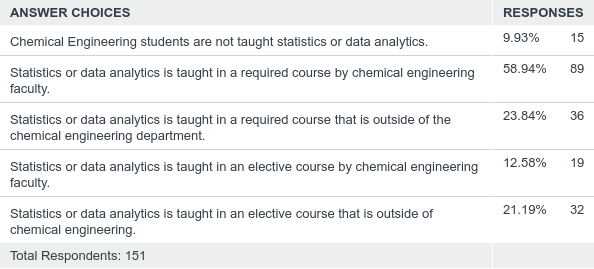 ANSWER CHOICES RESPONSES
Chemical Engineering students are not taught statistics or data analytics. 9.93% 15
Statistics or data analytics is taught in a required course by chemical engineering 58.94% 89
faculty.
Statistics or data analytics is taught in a required course that is outside of the 23.84% 36
chemical engineering department.
Statistics or data analytics is taught in an elective course by chemical engineering 12.58% 19
faculty.
Statistics or data analytics is taught in an elective course that is outside of 21.19% 32
chemical engineering.
Total Respondents: 151